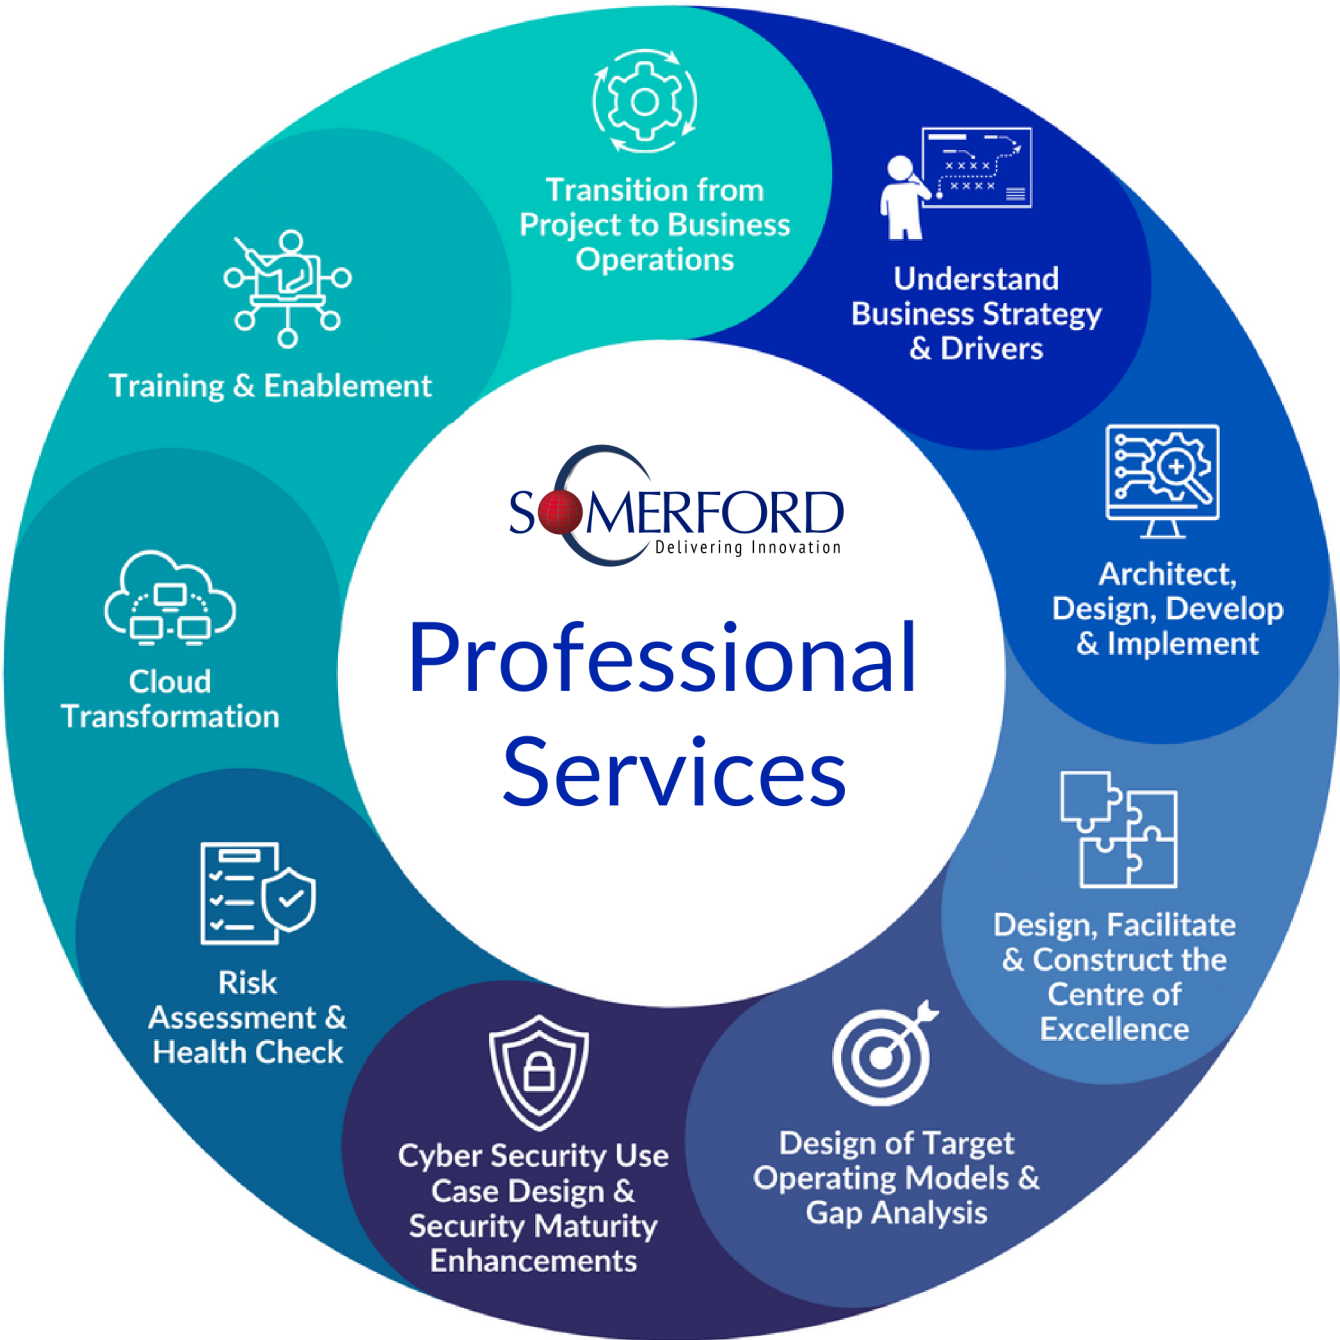 SOMERFORD
Delivering Innovation
Professional
Services
Transition from
Project to Business
Operations
Understand
Business Strategy
& Drivers
Architect,
Design, Develop
& Implement
Design, Facilitate
& Construct the
Centre of
Excellence
Design of Target
Operating Models &
Gap Analysis
Cyber Security Use
Case Design &
Security Maturity
Enhancements
Risk
Assessment &
Health Check
Cloud
Transformation
Training & Enablement